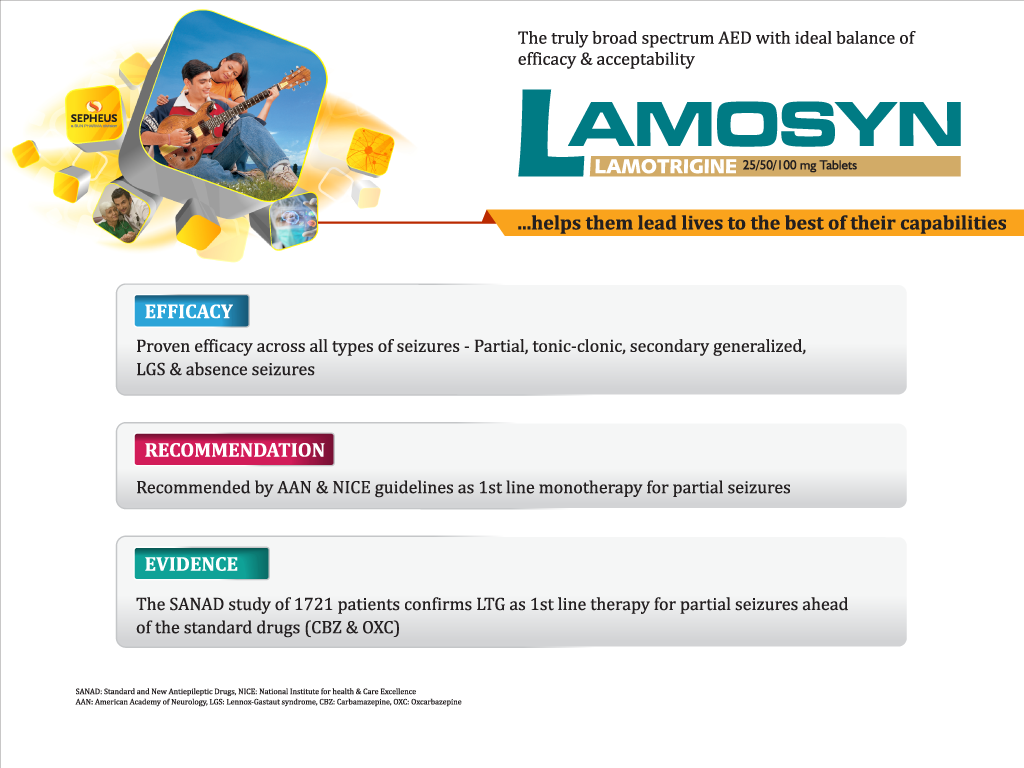 The truly broad spectrum AED with ideal balance of
efficacy & acceptability
SEPHEUS
LAMOSYN
LAMOTRIGINE 25/50/100 mg Tablets
...helps them lead lives to the best of their capabilities
EFFICACY
Proven efficacy across all types of seizures - Partial, tonic-clonic, secondary generalized,
LGS & absence seizures
RECOMMENDATION
Recommended by AAN & NICE guidelines as 1st line monotherapy for partial seizures
EVIDENCE
The SANAD study of 1721 patients confirms LTG as 1st line therapy for partial seizures ahead
of the standard drugs (CBZ & OXC)
SANAD: Standard and New Antiepileptic Drugs, NICE: National Institute for health & Care Excellence
AAN: American Academy of Neurology, LGS: Lennox-Gastaut syndrome, CBZ: Carbamazepine, OXC: Oxcarbazepine